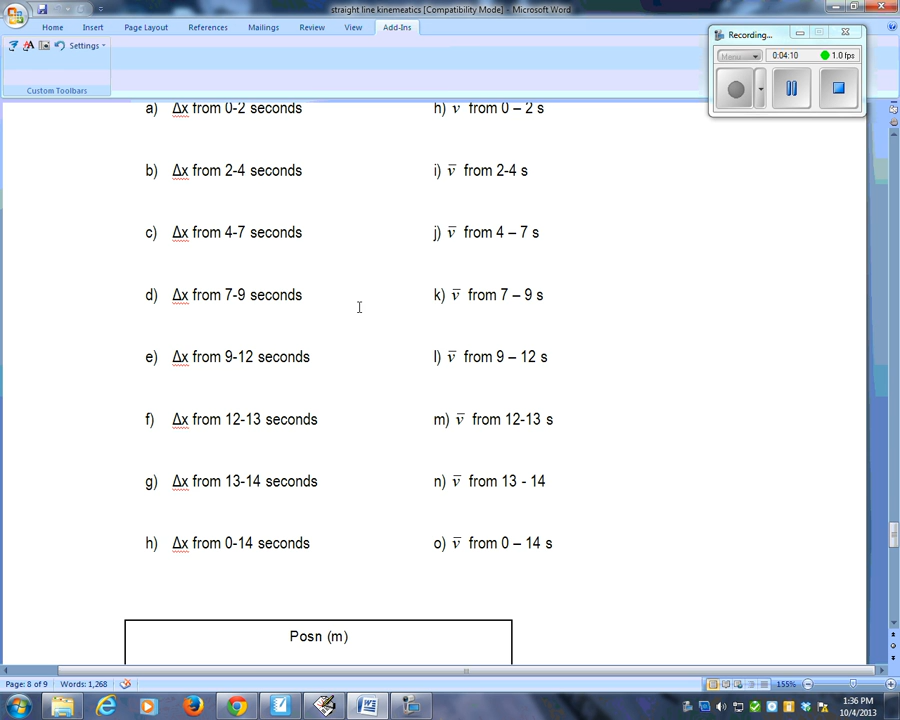 straight line kinemeatics [Compatibility Mode] - Microsoft Word
Home Insert Page Layout References Mailings Review View Add-Ins
Settings
Custom Toolbars
Recording...
Menu 0:04:10 1.0 fps
a) Δx from 0-2 seconds h) v from 0 – 2 s
b) Δx from 2-4 seconds i) v̅ from 2-4 s
c) Δx from 4-7 seconds j) v̅ from 4 – 7 s
d) Δx from 7-9 seconds k) v̅ from 7 – 9 s
e) Δx from 9-12 seconds l) v̅ from 9 – 12 s
f) Δx from 12-13 seconds m) v̅ from 12-13 s
g) Δx from 13-14 seconds n) v̅ from 13 - 14
h) Δx from 0-14 seconds o) v̅ from 0 – 14 s
Posn (m)
Page: 8 of 9 Words: 1,268 155%
1:36 PM
10/4/2013